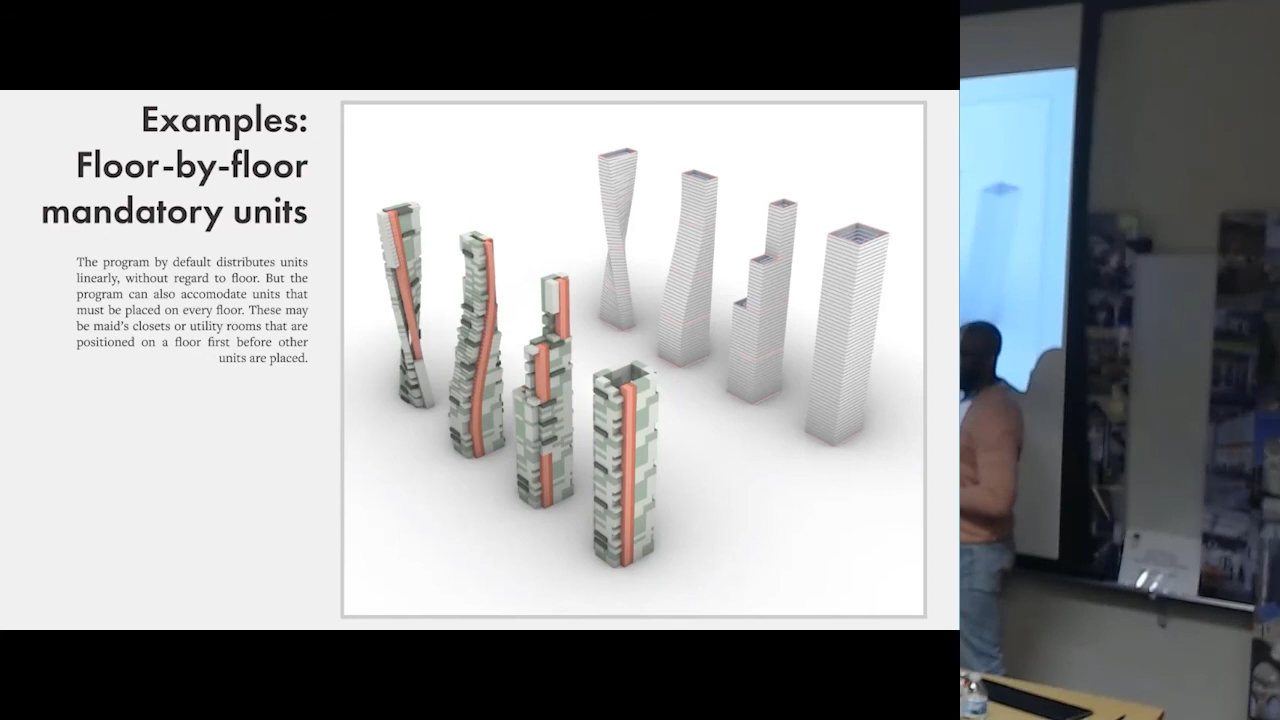 Examples:
Floor-by-floor
mandatory units
The program by default distributes units
linearly, without regard to floor. But the
program can also accomodate units that
must be placed on every floor. These may
be maid's closets or utility rooms that are
positioned on a floor first before other
units are placed.